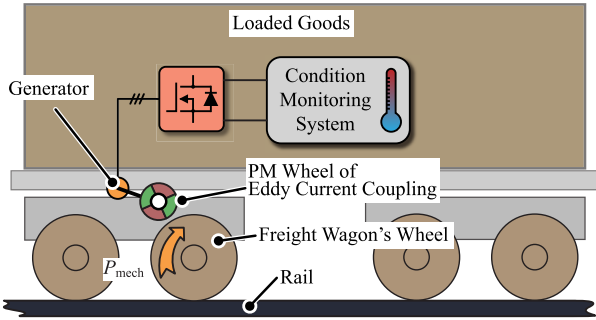 Loaded Goods
Generator
Condition
Monitoring
System
PM Wheel of
Eddy Current Coupling
Freight Wagon's Wheel
Pmech
Rail